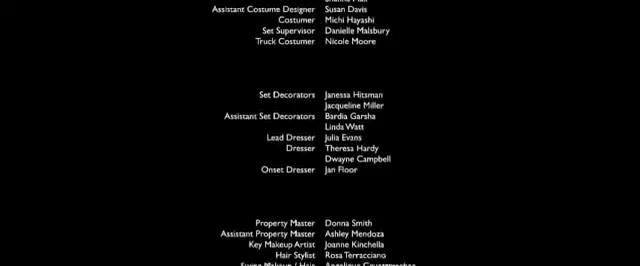 Assistant Costume Designer Susan Davis
Costumer Michi Hayashi
Set Supervisor Danielle Malsbury
Truck Costumer Nicole Moore
Set Decorators Janessa Hitsman
Jacqueline Miller
Assistant Set Decorators Bardia Garsha
Linda Watt
Lead Dresser Julia Evans
Dresser Theresa Hardy
Dwayne Campbell
Onset Dresser Jan Floor
Property Master Donna Smith
Assistant Property Master Ashley Mendoza
Key Makeup Artist Joanne Kinchella
Hair Stylist Rosa Terracciano
Swing Makeup / Hair